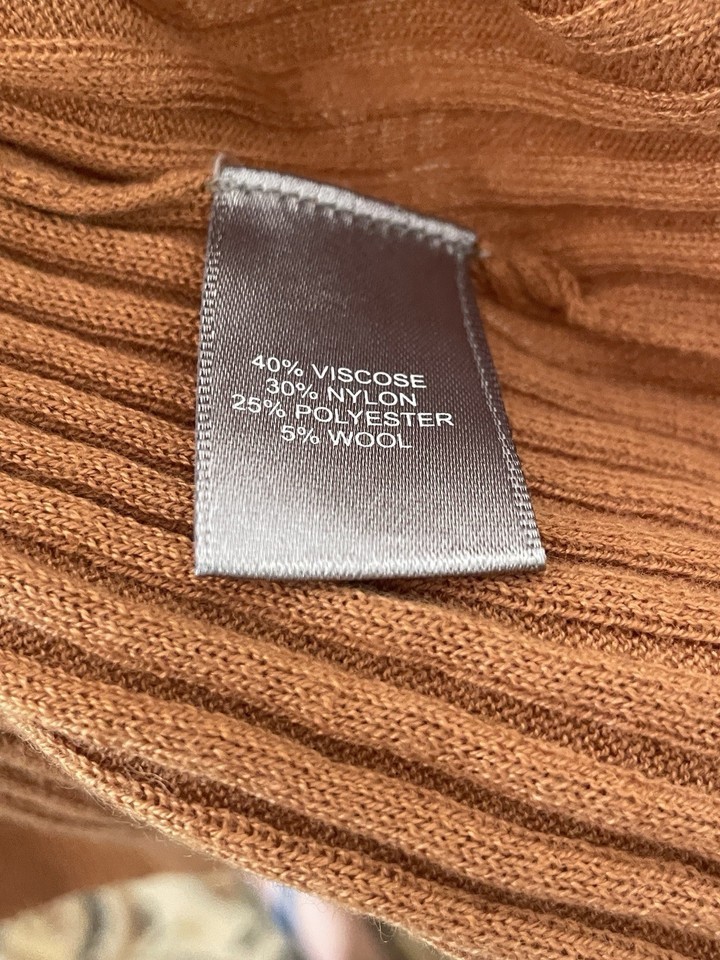 40% VISCOSE
30% NYLON
25% POLYESTER
5% WOOL